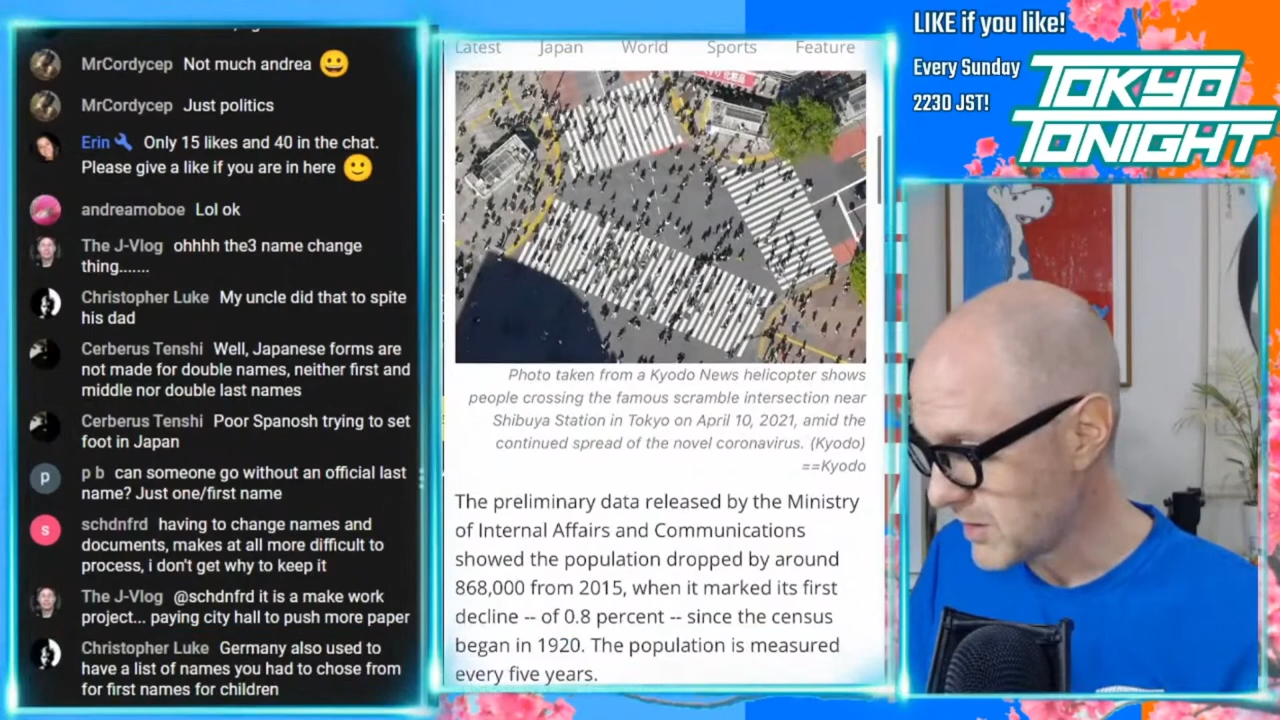 MrCordycep Not much andrea 😀
MrCordycep Just politics
Erin 🔧 Only 15 likes and 40 in the chat.
Please give a like if you are in here 🙂
andreamoboe Lol ok
The J-Vlog ohhhh the3 name change
thing.......
Christopher Luke My uncle did that to spite
his dad
Cerberus Tenshi Well, Japanese forms are
not made for double names, neither first and
middle nor double last names
Cerberus Tenshi Poor Spanosh trying to set
foot in Japan
p
p b can someone go without an official last
name? Just one/first name
s
schdnfrd having to change names and
documents, makes at all more difficult to
process, i don't get why to keep it
The J-Vlog @schdnfrd it is a make work
project... paying city hall to push more paper
Christopher Luke Germany also used to
have a list of names you had to chose from
for first names for children
Latest Japan World Sports Feature
Photo taken from a Kyodo News helicopter shows
people crossing the famous scramble intersection near
Shibuya Station in Tokyo on April 10, 2021, amid the
continued spread of the novel coronavirus. (Kyodo)
==Kyodo
The preliminary data released by the Ministry
of Internal Affairs and Communications
showed the population dropped by around
868,000 from 2015, when it marked its first
decline -- of 0.8 percent -- since the census
began in 1920. The population is measured
every five years.
LIKE if you like!
Every Sunday
2230 JST!
TOKYO
TONIGHT